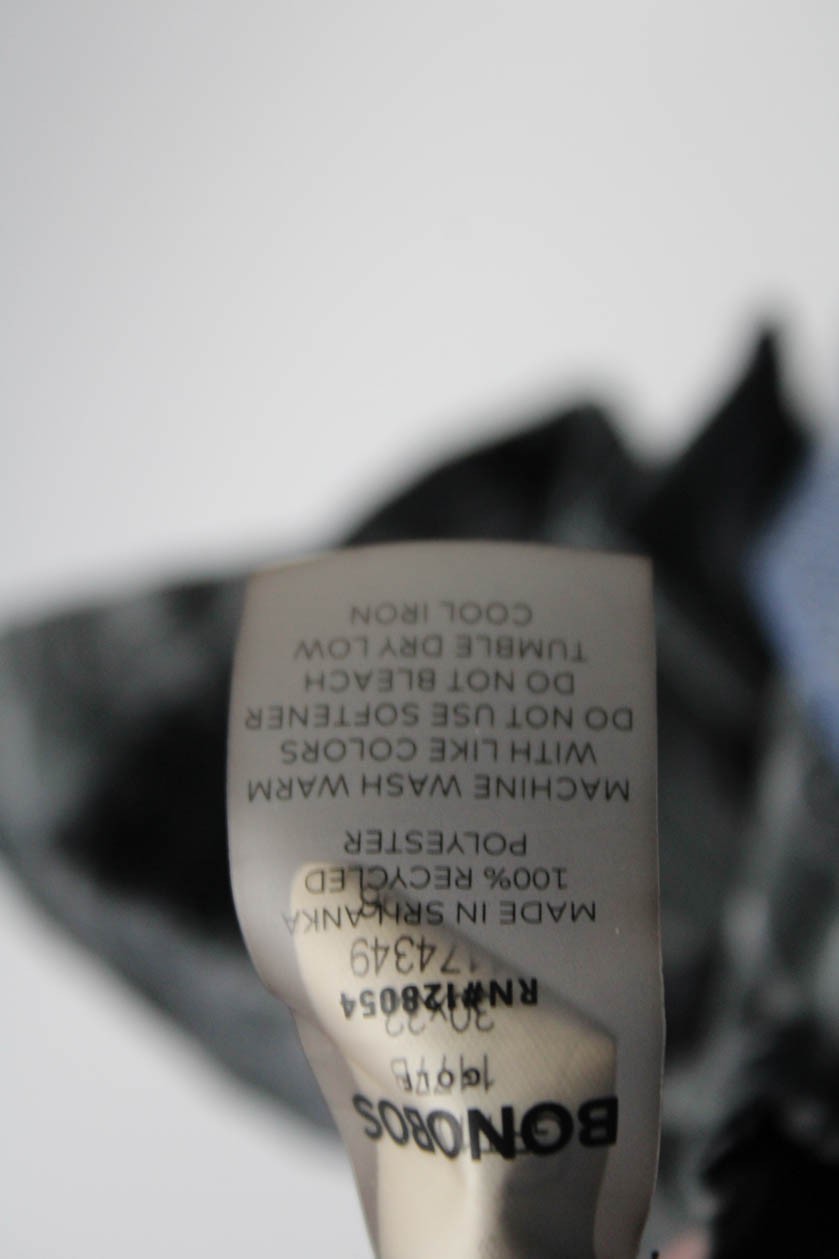 BONOBOS
GOLF
RN#128054
MADE IN SRI LANKA
100% RECYCLED
POLYESTER
MACHINE WASH WARM
WITH LIKE COLORS
DO NOT USE SOFTENER
DO NOT BLEACH
TUMBLE DRY LOW
COOL IRON